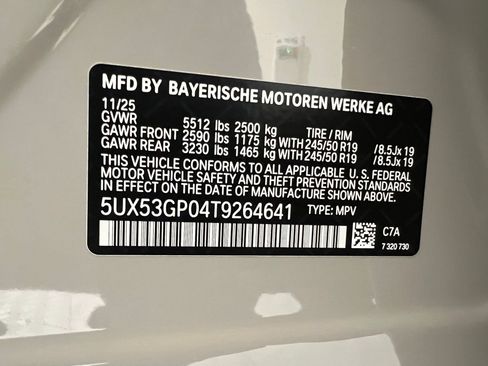 MFD BY BAYERISCHE MOTOREN WERKE AG
11/25
GVWR 5512 lbs 2500 kg TIRE / RIM
GAWR FRONT 2590 lbs 1175 kg WITH 245/50 R19 /8.5Jx 19
GAWR REAR 3230 lbs 1465 kg WITH 245/50 R19 /8.5Jx 19
THIS VEHICLE CONFORMS TO ALL APPLICABLE U. S. FEDERAL
MOTOR VEHICLE SAFETY, BUMPER, AND THEFT PREVENTION
STANDARDS IN EFFECT ON THE DATE OF MANUFACTURE SHOWN ABOVE.
5UX53GP04T9264641 TYPE: MPV
C7A
7 320 730